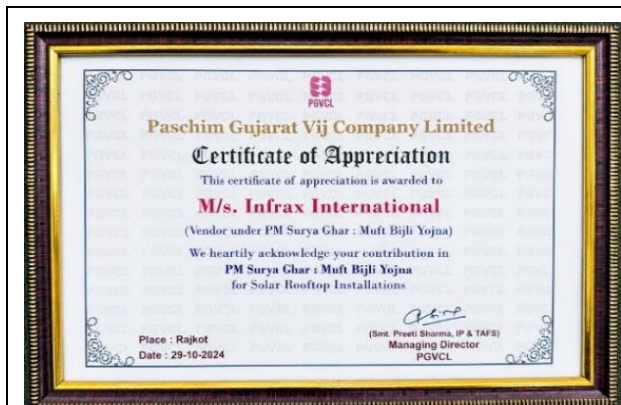 PGVCL
Paschim Gujarat Vij Company Limited
Certificate of Appreciation
This certificate of appreciation is awarded to
M/s. Infrax International
(Vendor under PM Surya Ghar : Muft Bijli Yojna)
We heartily acknowledge your contribution in
PM Surya Ghar : Muft Bijli Yojna
for Solar Rooftop Installations
Place : Rajkot
Date : 29-10-2024
(Smt. Preeti Sharma, IP & TAFS)
Managing Director
PGVCL